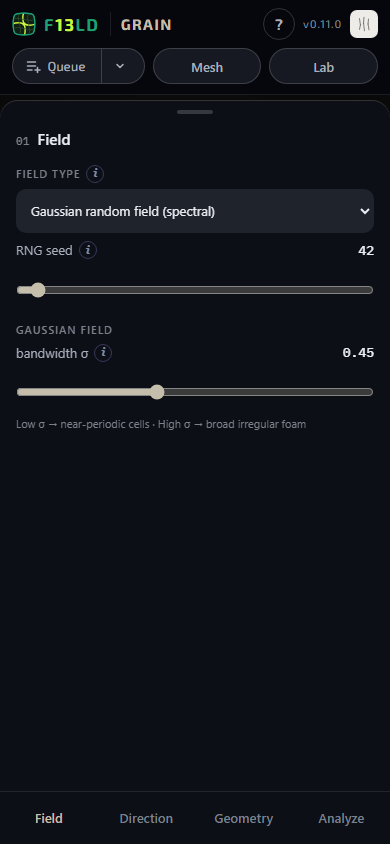 F13LD GRAIN ? v0.11.0
Queue Mesh Lab
01 Field
FIELD TYPE i
Gaussian random field (spectral)
RNG seed i 42
GAUSSIAN FIELD
bandwidth σ i 0.45
Low σ → near-periodic cells · High σ → broad irregular foam
Field Direction Geometry Analyze